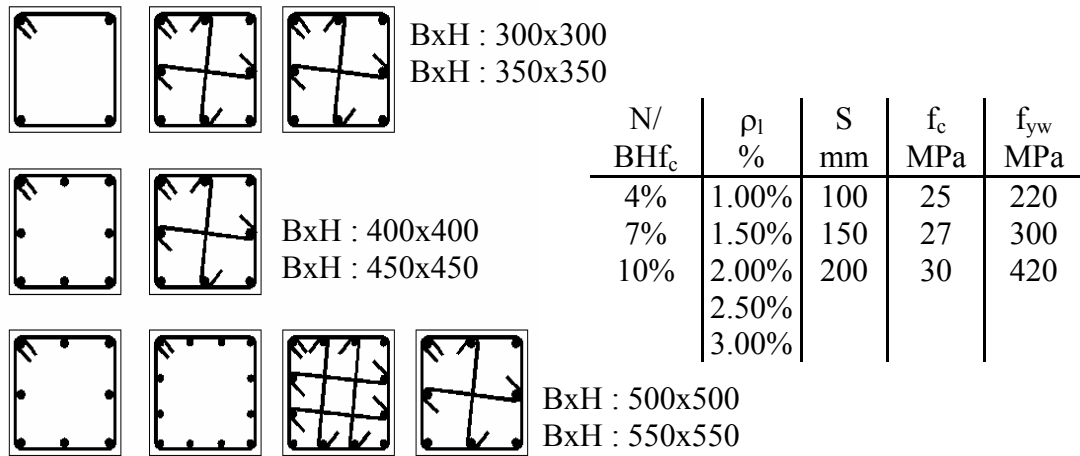 BxH : 300x300
BxH : 350x350
N/ ρl S fc fyw
BHfc % mm MPa MPa
4% 1.00% 100 25 220
7% 1.50% 150 27 300
10% 2.00% 200 30 420
2.50%
3.00%
BxH : 400x400
BxH : 450x450
BxH : 500x500
BxH : 550x550